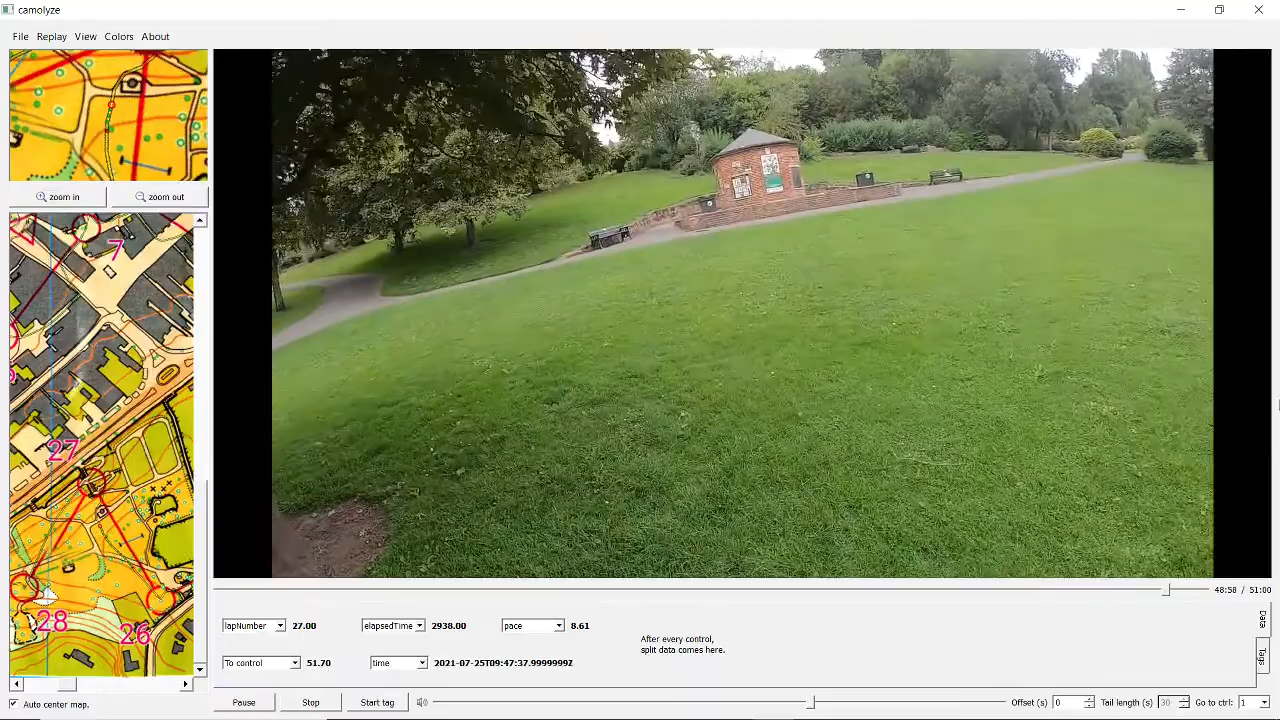 camolyze
File Replay View Colors About
zoom in zoom out
7
27
28
26
48:58 / 51:00
lapNumber 27.00 elapsedTime 2938.00 pace 8.61
After every control,
split data comes here.
To control 51.70 time 2021-07-25T09:47:37.9999999Z
Data
Tags
Auto center map.
Pause Stop Start tag Offset (s) 0 Tail length (s) 30 Go to ctrl: 1